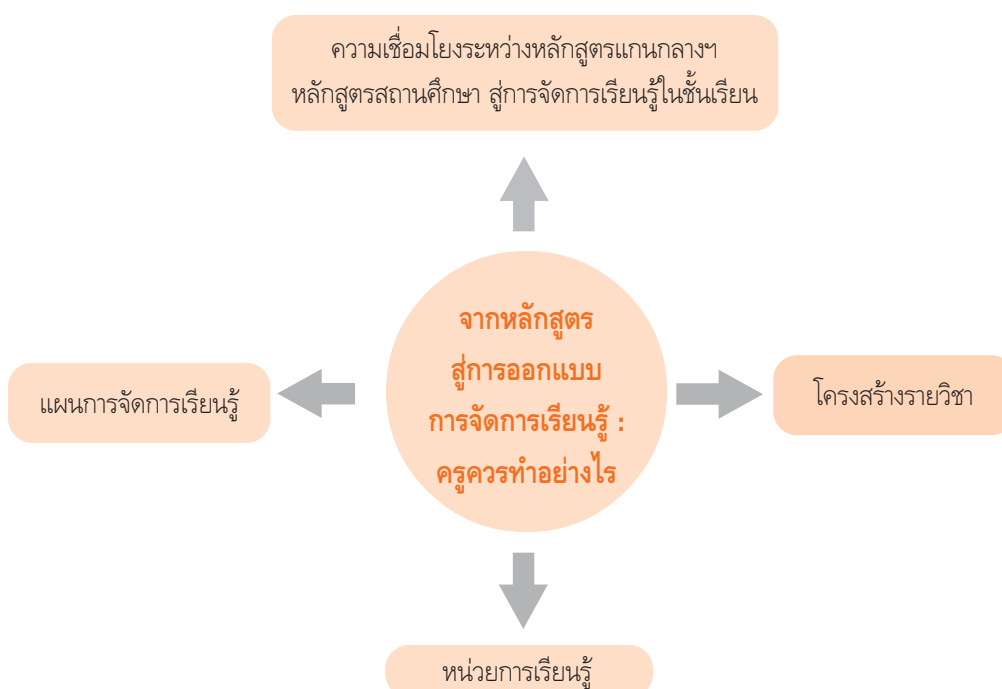 ความเชื่อมโยงระหว่างหลักสูตรแกนกลางฯ
หลักสูตรสถานศึกษา สู่การจัดการเรียนรู้ในชั้นเรียน
จากหลักสูตร
สู่การออกแบบ
การจัดการเรียนรู้ :
ครูควรทำอย่างไร
แผนการจัดการเรียนรู้
โครงสร้างรายวิชา
หน่วยการเรียนรู้